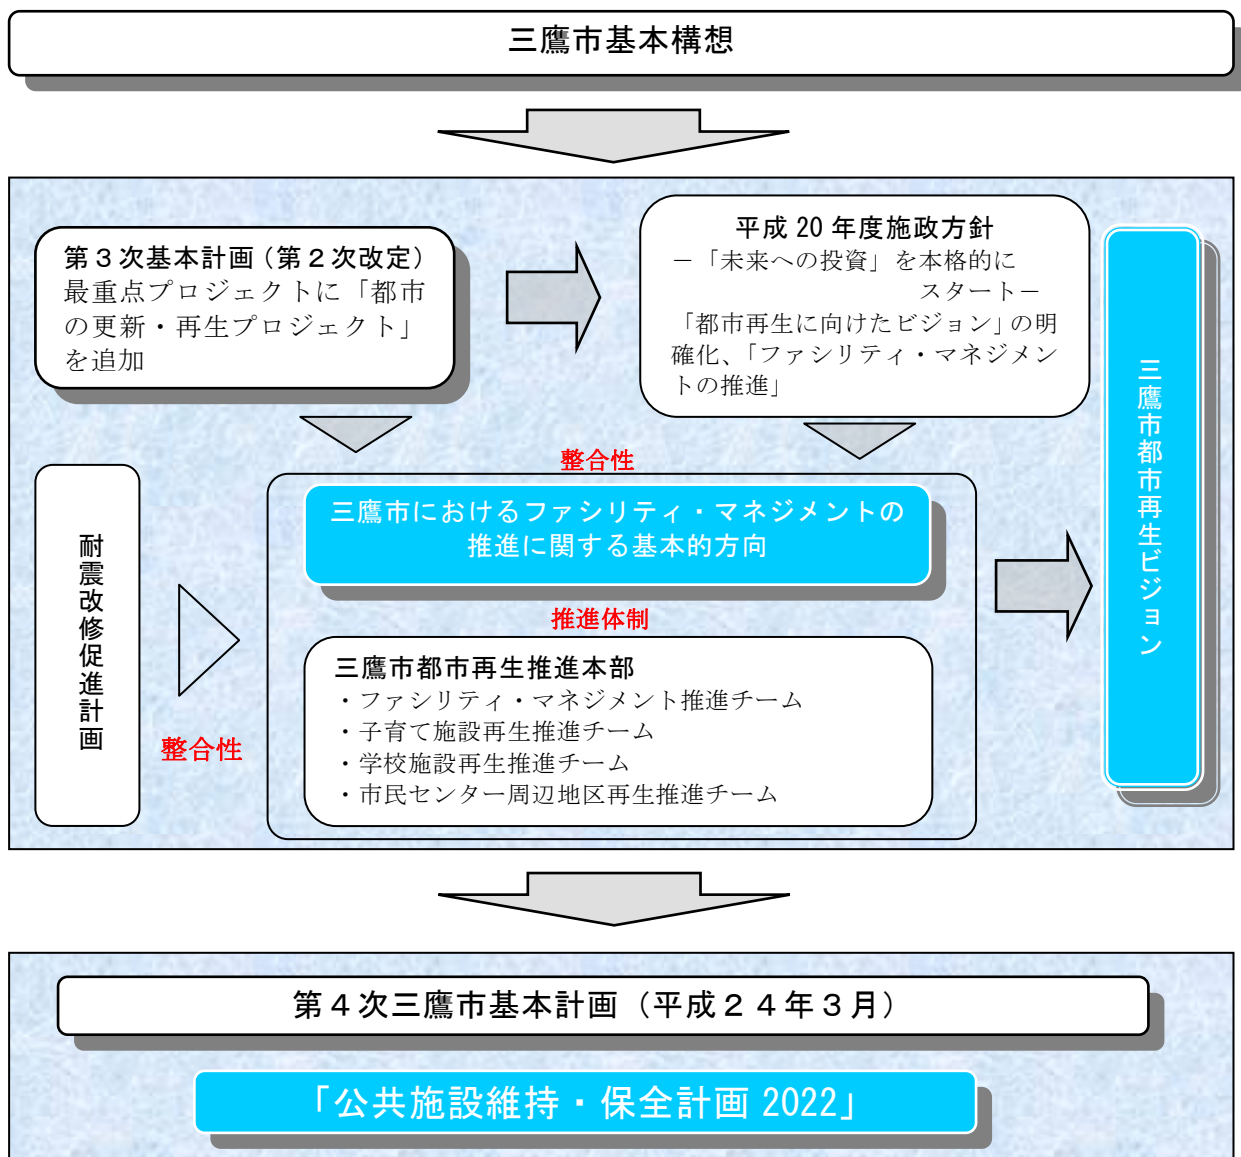 三鷹市基本構想
第３次基本計画（第２次改定）
最重点プロジェクトに「都市
の更新・再生プロジェクト」
を追加
平成 20 年度施政方針
－「未来への投資」を本格的に
スタート－
「都市再生に向けたビジョン」の明
確化、「ファシリティ・マネジメン
トの推進」
三鷹市都市再生ビジョン
整合性
三鷹市におけるファシリティ・マネジメントの
推進に関する基本的方向
耐震改修促進計画
整合性
推進体制
三鷹市都市再生推進本部
・ファシリティ・マネジメント推進チーム
・子育て施設再生推進チーム
・学校施設再生推進チーム
・市民センター周辺地区再生推進チーム
第４次三鷹市基本計画（平成２４年３月）
「公共施設維持・保全計画 2022」